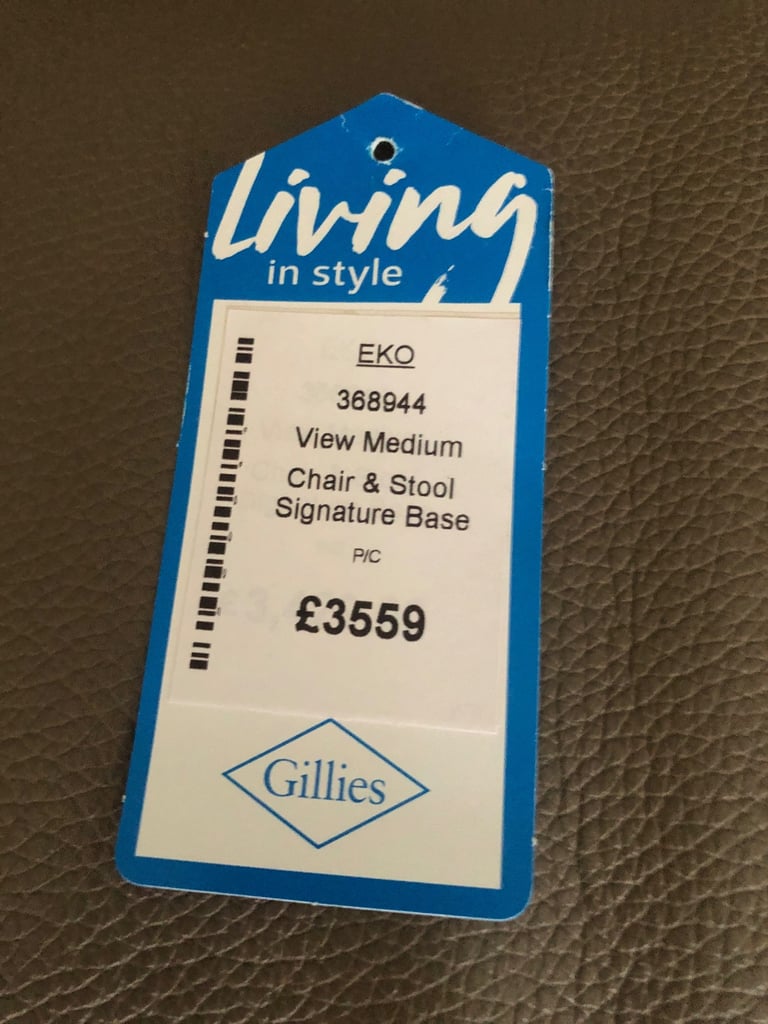 Living
in style
EKO
368944
View Medium
Chair & Stool
Signature Base
P/C
£3559
Gillies